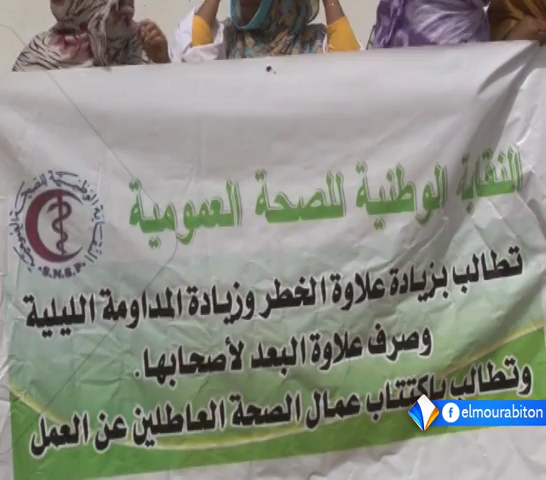 النقابة الوطنية للصحة العمومية
S.N.S.P
تطالب بزيادة علاوة الخطر وزيادة المداومة الليلية
وصرف علاوة البعد لأصحابها.
وتطالب باكتتاب عمال الصحة العاطلين عن العمل
elmourabiton